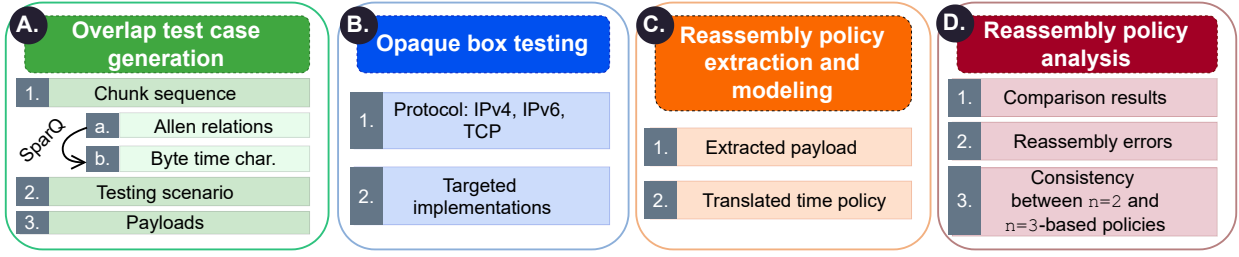 A.
Overlap test case
generation
1.
Chunk sequence
a.
Allen relations
SparQ
b.
Byte time char.
2.
Testing scenario
3.
Payloads
B.
Opaque box testing
1.
Protocol: IPv4, IPv6,
TCP
2.
Targeted
implementations
C.
Reassembly policy
extraction and
modeling
1.
Extracted payload
2.
Translated time policy
D.
Reassembly policy
analysis
1.
Comparison results
2.
Reassembly errors
3.
Consistency
between n=2 and
n=3-based policies